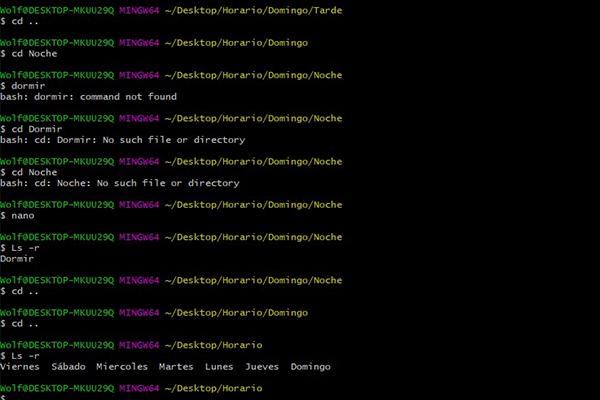 Wolf@DESKTOP-MKUU29Q MINGW64 ~/Desktop/Horario/Domingo/Tarde
$ cd ..
Wolf@DESKTOP-MKUU29Q MINGW64 ~/Desktop/Horario/Domingo
$ cd Noche
Wolf@DESKTOP-MKUU29Q MINGW64 ~/Desktop/Horario/Domingo/Noche
$ dormir
bash: dormir: command not found
Wolf@DESKTOP-MKUU29Q MINGW64 ~/Desktop/Horario/Domingo/Noche
$ cd Dormir
bash: cd: Dormir: No such file or directory
Wolf@DESKTOP-MKUU29Q MINGW64 ~/Desktop/Horario/Domingo/Noche
$ cd Noche
bash: cd: Noche: No such file or directory
Wolf@DESKTOP-MKUU29Q MINGW64 ~/Desktop/Horario/Domingo/Noche
$ nano
Wolf@DESKTOP-MKUU29Q MINGW64 ~/Desktop/Horario/Domingo/Noche
$ Ls -r
Dormir
Wolf@DESKTOP-MKUU29Q MINGW64 ~/Desktop/Horario/Domingo/Noche
$ cd ..
Wolf@DESKTOP-MKUU29Q MINGW64 ~/Desktop/Horario/Domingo
$ cd ..
Wolf@DESKTOP-MKUU29Q MINGW64 ~/Desktop/Horario
$ Ls -r
Viernes Sábado Miercoles Martes Lunes Jueves Domingo
Wolf@DESKTOP-MKUU29Q MINGW64 ~/Desktop/Horario
$